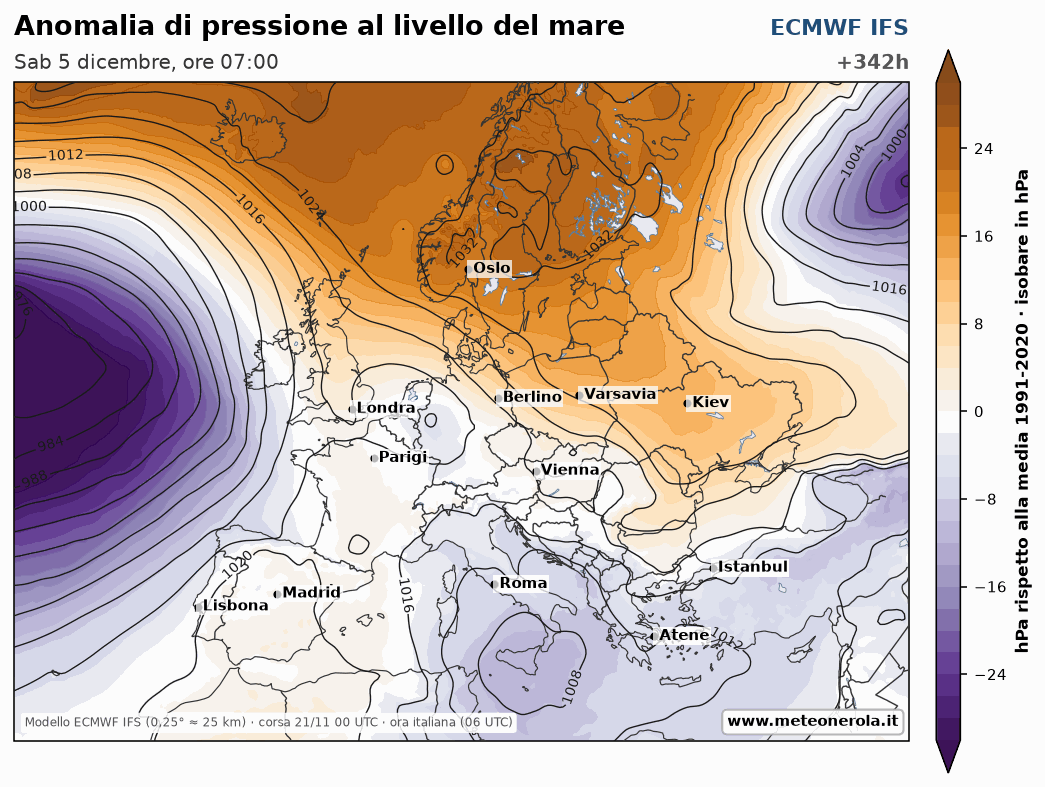 Anomalia di pressione al livello del mare
ECMWF IFS
Sab 5 dicembre, ore 07:00
+342h
1012
08
1000
1016
1024
1032
1032
1004
1000
1016
984
988
1020
1016
1012
1008
Oslo
Berlino
Varsavia
Kiev
Londra
Parigi
Vienna
Roma
Istanbul
Madrid
Lisbona
Atene
Modello ECMWF IFS (0,25° ≈ 25 km) · corsa 21/11 00 UTC · ora italiana (06 UTC)
www.meteonerola.it
24
16
8
0
−8
−16
−24
hPa rispetto alla media 1991-2020 · isobare in hPa